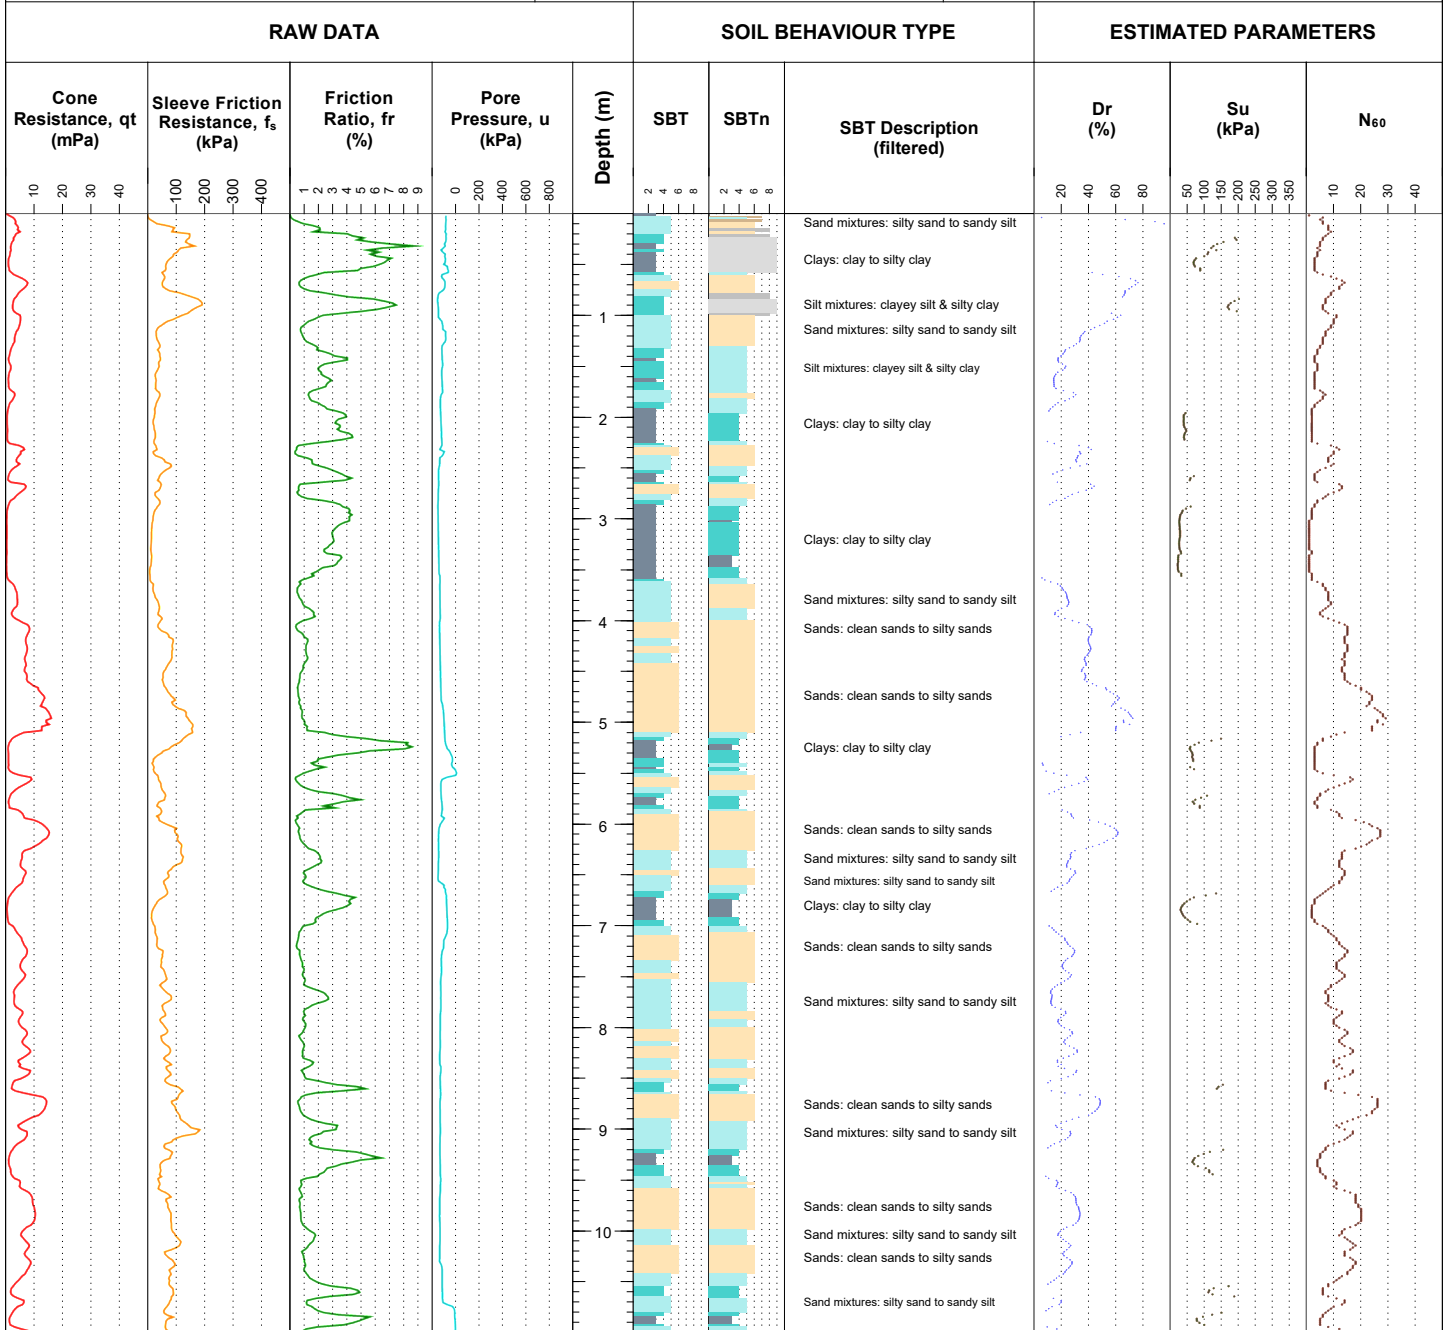 RAW DATA
SOIL BEHAVIOUR TYPE
ESTIMATED PARAMETERS
Cone
Resistance, qt
(mPa)
Sleeve Friction
Resistance, fs
(kPa)
Friction
Ratio, fr
(%)
Pore
Pressure, u
(kPa)
Depth (m)
SBT
SBTn
SBT Description
(filtered)
Dr
(%)
Su
(kPa)
N60
10 20 30 40
100 200 300 400
1 2 3 4 5 6 7 8 9
0 200 400 600 800
2 4 6 8
2 4 6 8
20 40 60 80
50 100 150 200 250 300 350
10 20 30 40
Sand mixtures: silty sand to sandy silt
Clays: clay to silty clay
Silt mixtures: clayey silt & silty clay
1
Sand mixtures: silty sand to sandy silt
Silt mixtures: clayey silt & silty clay
2
Clays: clay to silty clay
3
Clays: clay to silty clay
Sand mixtures: silty sand to sandy silt
4
Sands: clean sands to silty sands
Sands: clean sands to silty sands
5
Clays: clay to silty clay
6
Sands: clean sands to silty sands
Sand mixtures: silty sand to sandy silt
Sand mixtures: silty sand to sandy silt
Clays: clay to silty clay
7
Sands: clean sands to silty sands
Sand mixtures: silty sand to sandy silt
8
Sands: clean sands to silty sands
9
Sand mixtures: silty sand to sandy silt
Sands: clean sands to silty sands
10
Sand mixtures: silty sand to sandy silt
Sands: clean sands to silty sands
Sand mixtures: silty sand to sandy silt